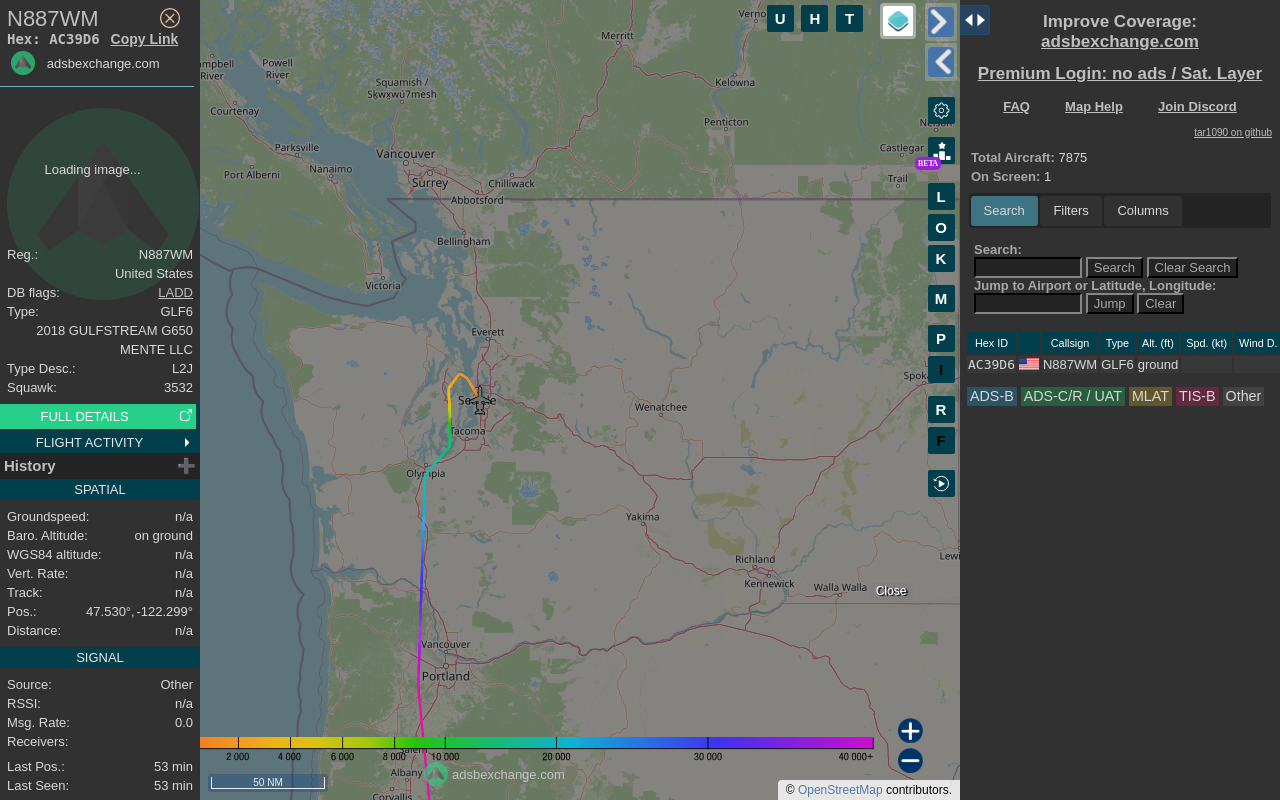 N887WM
Hex: AC39D6 Copy Link
adsbexchange.com
Loading image...
Reg.: N887WM
United States
DB flags: LADD
Type: GLF6
2018 GULFSTREAM G650
MENTE LLC
Type Desc.: L2J
Squawk: 3532
FULL DETAILS
FLIGHT ACTIVITY
History
SPATIAL
Groundspeed: n/a
Baro. Altitude: on ground
WGS84 altitude: n/a
Vert. Rate: n/a
Track: n/a
Pos.: 47.530°, -122.299°
Distance: n/a
SIGNAL
Source: Other
RSSI: n/a
Msg. Rate: 0.0
Receivers:
Last Pos.: 53 min
Last Seen: 53 min
U H T
Merritt
Powell
River
River
Squamish /
Sḵwx̱wú7mesh
Kelowna
Courtenay
Penticton
Parksville
Vancouver
Castlegar
BETA
Nanaimo
Port Alberni
Surrey
Chilliwack
Trail
Abbotsford
L
O
K
Bellingham
Victoria
M
Everett
P
I
Wenatchee
R
Tacoma
F
Olympia
Yakima
Richland
Kennewick
Walla Walla
Close
Vancouver
Portland
2 000 4 000 6 000 8 000 10 000 20 000 30 000 40 000+
Albany
adsbexchange.com
50 NM
Corvallis
© OpenStreetMap contributors.
Improve Coverage:
adsbexchange.com
Premium Login: no ads / Sat. Layer
FAQ Map Help Join Discord
tar1090 on github
Total Aircraft: 7875
On Screen: 1
Search Filters Columns
Search:
Search Clear Search
Jump to Airport or Latitude, Longitude:
Jump Clear
Hex ID Callsign Type Alt. (ft) Spd. (kt) Wind D.
AC39D6 N887WM GLF6 ground
ADS-B ADS-C/R / UAT MLAT TIS-B Other